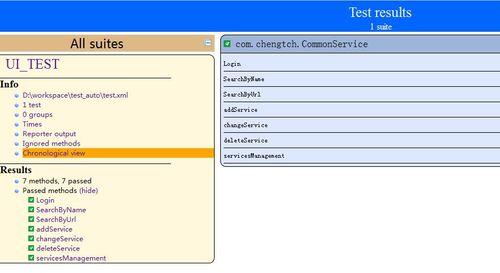 Test results
1 suite
All suites
UI_TEST
Info
D:\workspace\test_auto\test.xml
1 test
0 groups
Times
Reporter output
Ignored methods
Chronological view
Results
7 methods, 7 passed
Passed methods (hide)
Login
SearchByName
SearchByUrl
addService
changeService
deleteService
servicesManagement
com.chengtch.CommonService
Login
SearchByName
SearchByUrl
addService
changeService
deleteService
servicesManagement